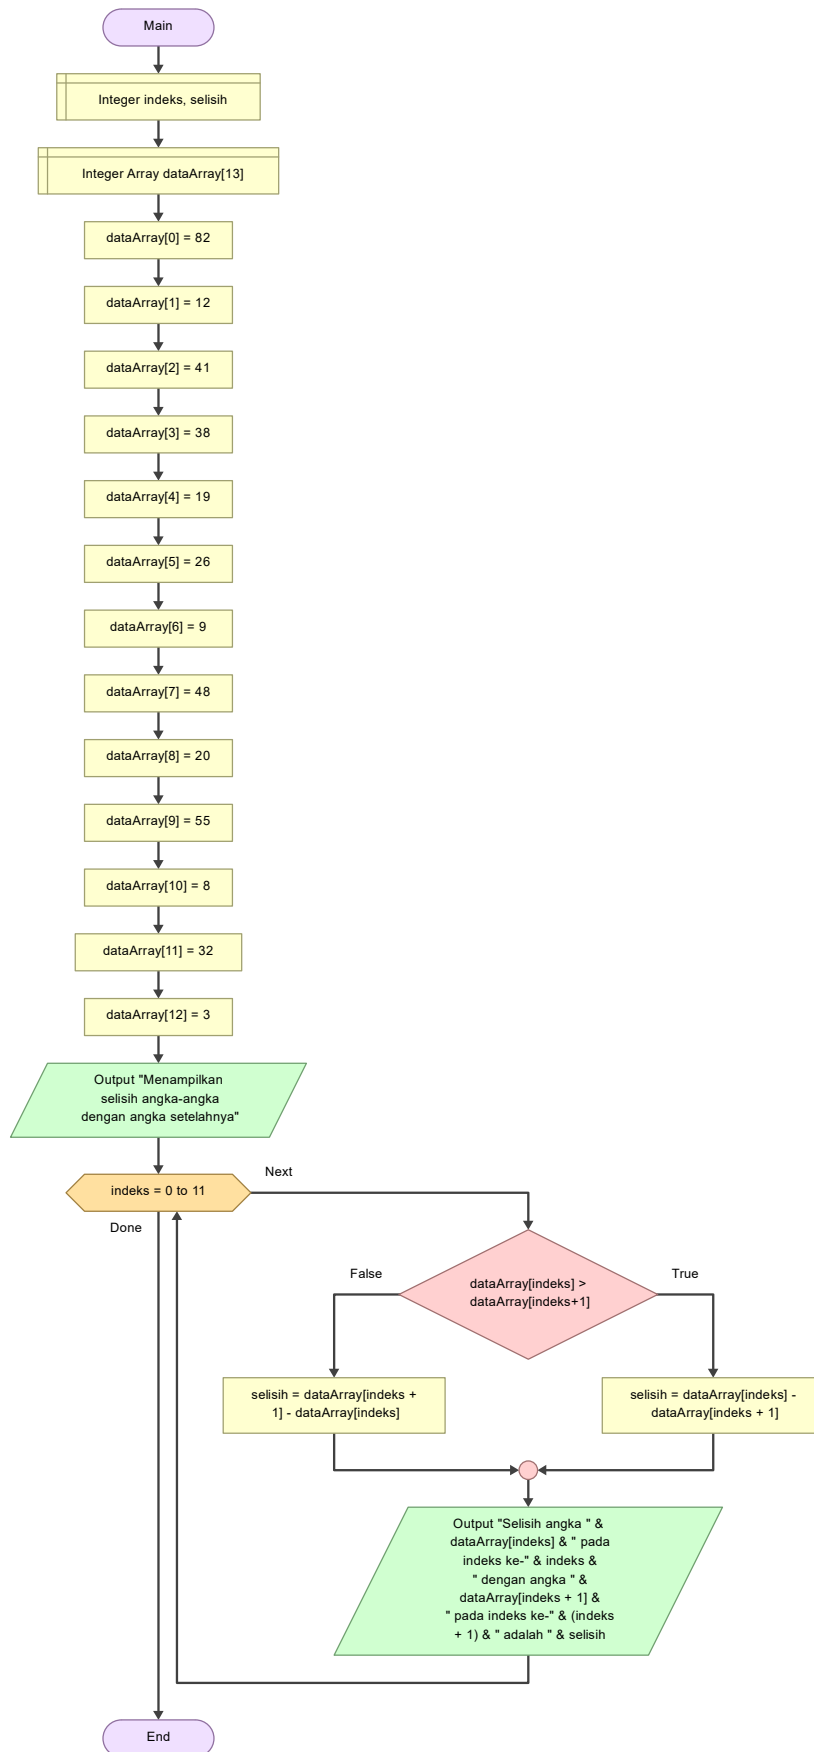 Main
Integer indeks, selisih
Integer Array dataArray[13]
dataArray[0] = 82
dataArray[1] = 12
dataArray[2] = 41
dataArray[3] = 38
dataArray[4] = 19
dataArray[5] = 26
dataArray[6] = 9
dataArray[7] = 48
dataArray[8] = 20
dataArray[9] = 55
dataArray[10] = 8
dataArray[11] = 32
dataArray[12] = 3
Output "Menampilkan
selisih angka-angka
dengan angka setelahnya"
indeks = 0 to 11
Next
Done
dataArray[indeks] >
dataArray[indeks+1]
False
True
selisih = dataArray[indeks +
1] - dataArray[indeks]
selisih = dataArray[indeks] -
dataArray[indeks + 1]
Output "Selisih angka " &
dataArray[indeks] & " pada
indeks ke-" & indeks &
" dengan angka " &
dataArray[indeks + 1] &
" pada indeks ke-" & (indeks
+ 1) & " adalah " & selisih
End